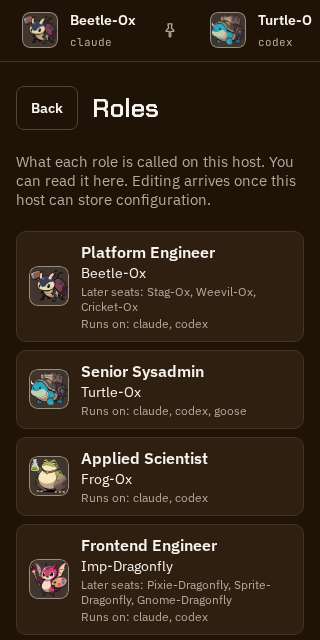 Beetle-Ox
claude
Turtle-O
codex
Back
Roles
What each role is called on this host. You
can read it here. Editing arrives once this
host can store configuration.
Platform Engineer
Beetle-Ox
Later seats: Stag-Ox, Weevil-Ox,
Cricket-Ox
Runs on: claude, codex
Senior Sysadmin
Turtle-Ox
Runs on: claude, codex, goose
Applied Scientist
Frog-Ox
Runs on: claude, codex
Frontend Engineer
Imp-Dragonfly
Later seats: Pixie-Dragonfly, Sprite-
Dragonfly, Gnome-Dragonfly
Runs on: claude, codex